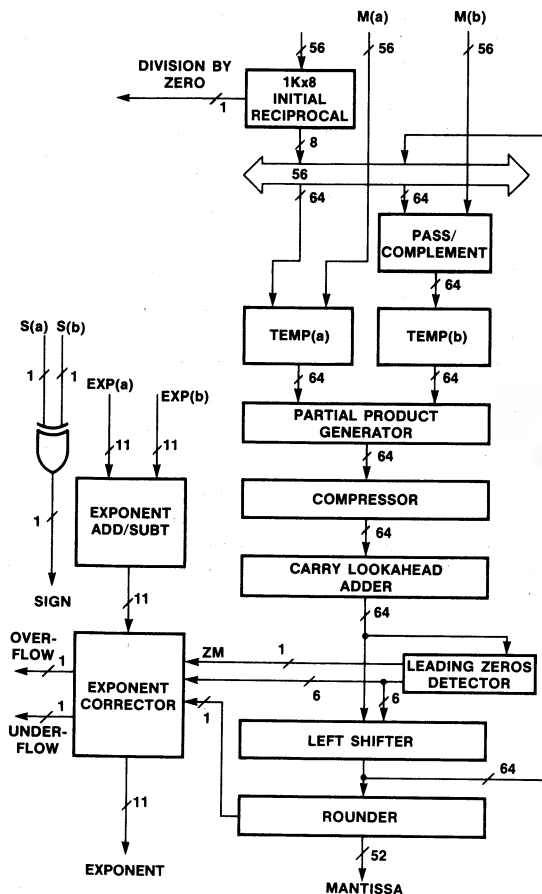 M(a)
M(b)
56
56
56
DIVISION BY
ZERO
1
1Kx8
INITIAL
RECIPROCAL
8
56
64
64
PASS/
COMPLEMENT
64
TEMP(a)
TEMP(b)
S(a) S(b)
1
1
EXP(a)
EXP(b)
64
64
11
11
PARTIAL PRODUCT
GENERATOR
64
1
EXPONENT
ADD/SUBT
COMPRESSOR
64
CARRY LOOKAHEAD
ADDER
SIGN
11
64
OVER-
FLOW
1
ZM
1
LEADING ZEROS
DETECTOR
EXPONENT
CORRECTOR
6
6
1
1
UNDER-
FLOW
LEFT SHIFTER
64
11
ROUNDER
52
EXPONENT
MANTISSA